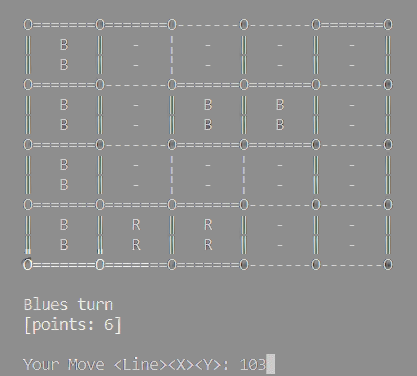 O=======O=======O-------O-------O=======O
‖   B   ‖   -   ¦   -   ‖   -   ‖   -   ‖
‖   B   ‖   -   ¦   -   ‖   -   ‖   -   ‖
O=======O-------O=======O=======O-------O
‖   B   ‖   -   ‖   B   ‖   B   ‖   -   ‖
‖   B   ‖   -   ‖   B   ‖   B   ‖   -   ‖
O=======O-------O=======O=======O-------O
‖   B   ‖   -   ¦   -   ¦   -   ‖   -   ‖
‖   B   ‖   -   ¦   -   ¦   -   ‖   -   ‖
O=======O=======O=======O-------O-------O
‖   B   ‖   R   ‖   R   ‖   -   ‖   -   ‖
‖   B   ‖   R   ‖   R   ‖   -   ‖   -   ‖
O=======O=======O=======O-------O-------O
Blues turn
[points: 6]
Your Move <Line><X><Y>: 103